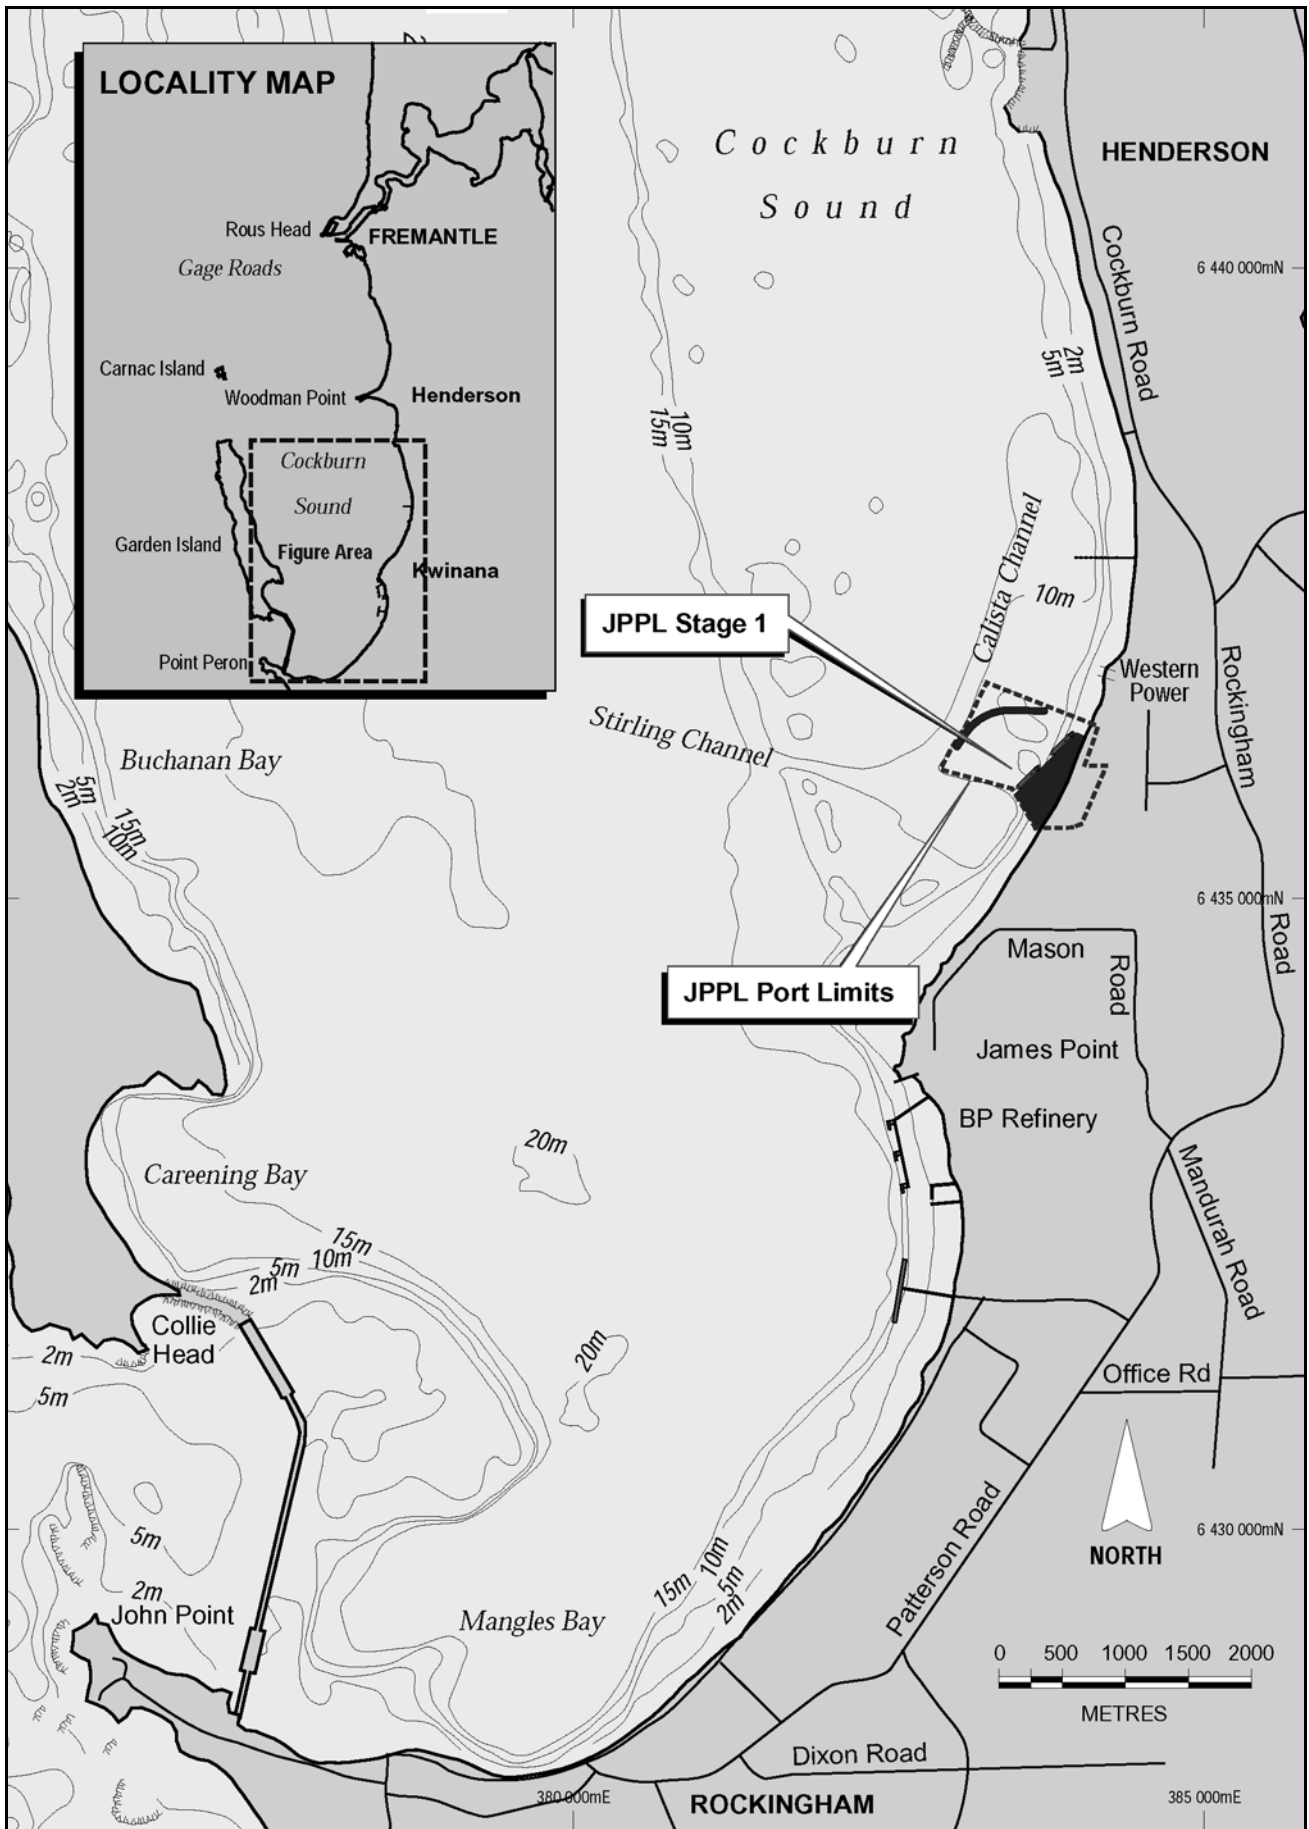 LOCALITY MAP
Rous Head
FREMANTLE
Gage Roads
Carnac Island
Woodman Point
Henderson
Cockburn
Sound
Garden Island
Figure Area
Kwinana
Point Peron
Cockburn
Sound
HENDERSON
Cockburn Road
6 440 000mN
2m
5m
10m
15m
Calista Channel
10m
JPPL Stage 1
Western
Power
Rockingham
Road
Stirling Channel
Buchanan Bay
5m
2m
15m
10m
6 435 000mN
Mason
Road
JPPL Port Limits
James Point
BP Refinery
20m
Careening Bay
Mandurah Road
15m
10m
5m
2m
Collie
Head
20m
2m
5m
Office Rd
5m
Patterson Road
NORTH
6 430 000mN
10m
15m
5m
2m
2m
John Point
Mangles Bay
0 500 1000 1500 2000
METRES
Dixon Road
380 000mE
ROCKINGHAM
385 000mE